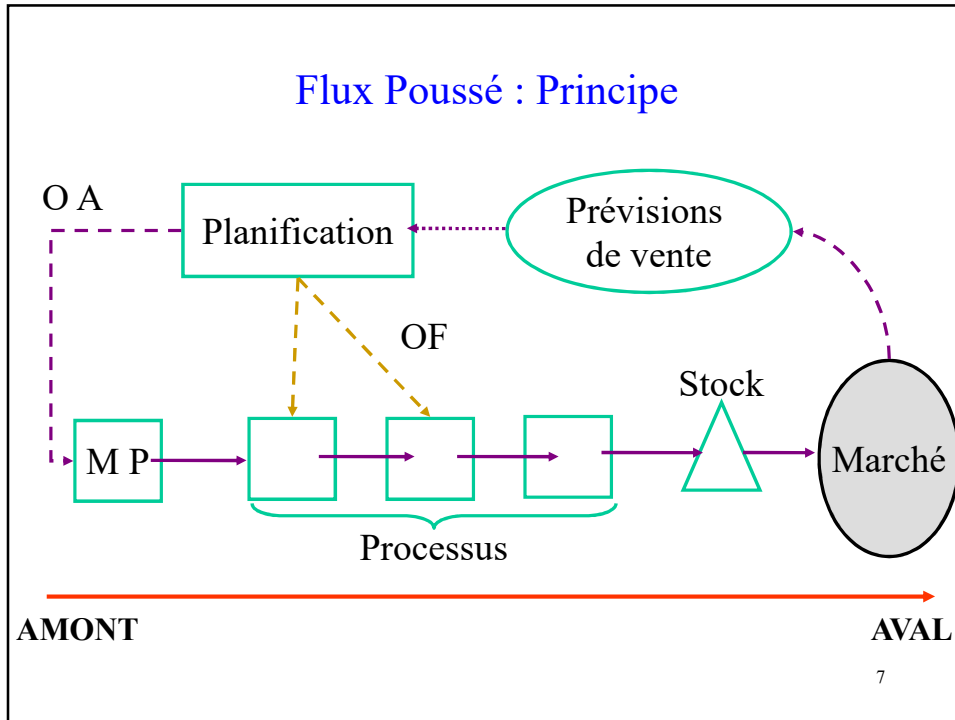 Flux Poussé : Principe
O A
Planification
Prévisions
de vente
OF
Stock
M P
Marché
Processus
AMONT
AVAL
7